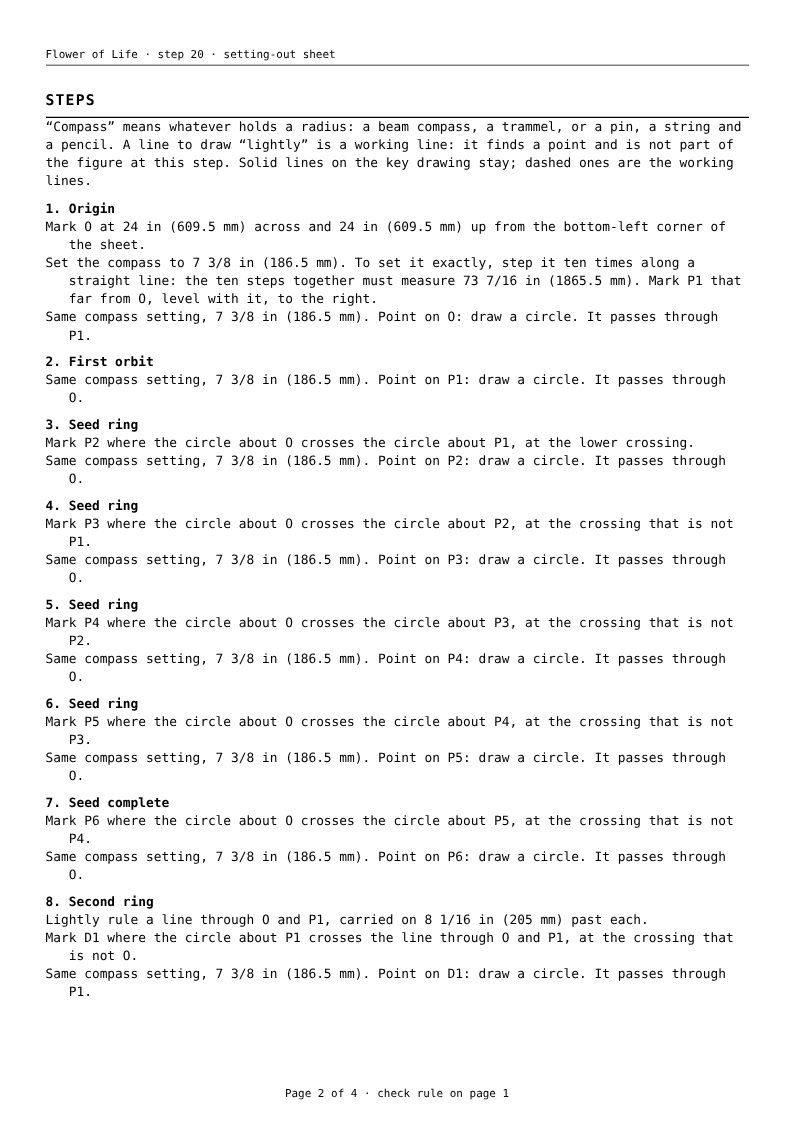 Flower of Life · step 20 · setting-out sheet
STEPS
“Compass” means whatever holds a radius: a beam compass, a trammel, or a pin, a string and
a pencil. A line to draw “lightly” is a working line: it finds a point and is not part of
the figure at this step. Solid lines on the key drawing stay; dashed ones are the working
lines.
1. Origin
Mark O at 24 in (609.5 mm) across and 24 in (609.5 mm) up from the bottom-left corner of
the sheet.
Set the compass to 7 3/8 in (186.5 mm). To set it exactly, step it ten times along a
straight line: the ten steps together must measure 73 7/16 in (1865.5 mm). Mark P1 that
far from O, level with it, to the right.
Same compass setting, 7 3/8 in (186.5 mm). Point on O: draw a circle. It passes through
P1.
2. First orbit
Same compass setting, 7 3/8 in (186.5 mm). Point on P1: draw a circle. It passes through
O.
3. Seed ring
Mark P2 where the circle about O crosses the circle about P1, at the lower crossing.
Same compass setting, 7 3/8 in (186.5 mm). Point on P2: draw a circle. It passes through
O.
4. Seed ring
Mark P3 where the circle about O crosses the circle about P2, at the crossing that is not
P1.
Same compass setting, 7 3/8 in (186.5 mm). Point on P3: draw a circle. It passes through
O.
5. Seed ring
Mark P4 where the circle about O crosses the circle about P3, at the crossing that is not
P2.
Same compass setting, 7 3/8 in (186.5 mm). Point on P4: draw a circle. It passes through
O.
6. Seed ring
Mark P5 where the circle about O crosses the circle about P4, at the crossing that is not
P3.
Same compass setting, 7 3/8 in (186.5 mm). Point on P5: draw a circle. It passes through
O.
7. Seed complete
Mark P6 where the circle about O crosses the circle about P5, at the crossing that is not
P4.
Same compass setting, 7 3/8 in (186.5 mm). Point on P6: draw a circle. It passes through
O.
8. Second ring
Lightly rule a line through O and P1, carried on 8 1/16 in (205 mm) past each.
Mark D1 where the circle about P1 crosses the line through O and P1, at the crossing that
is not O.
Same compass setting, 7 3/8 in (186.5 mm). Point on D1: draw a circle. It passes through
P1.
Page 2 of 4 · check rule on page 1